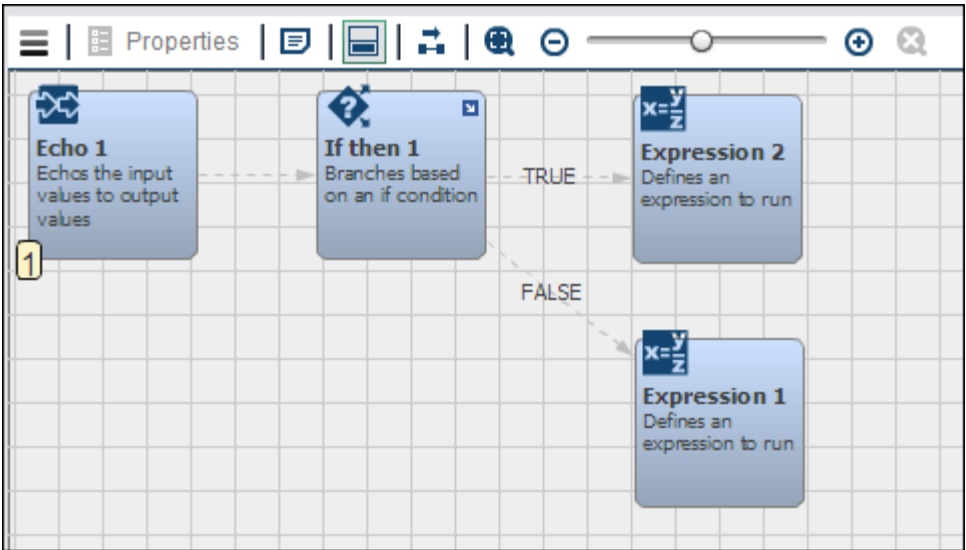 Properties
Echo 1
Echos the input
values to output
values
1
If then 1
Branches based
on an if condition
TRUE
x=y/z
Expression 2
Defines an
expression to run
FALSE
x=y/z
Expression 1
Defines an
expression to run